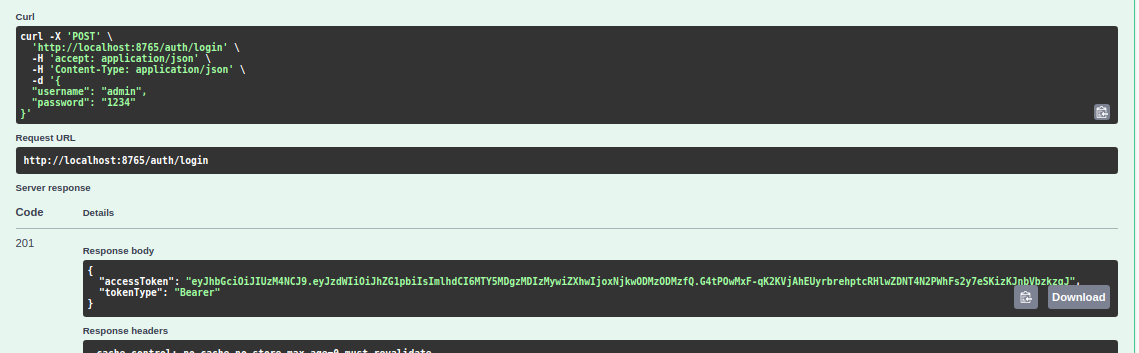 Curl
curl -X 'POST' \
'http://localhost:8765/auth/login' \
-H 'accept: application/json' \
-H 'Content-Type: application/json' \
-d '{
"username": "admin",
"password": "1234"
}'
Request URL
http://localhost:8765/auth/login
Server response
Code
Details
201
Response body
{
"accessToken": "eyJhbGciOiJIUzM4NCJ9.eyJzdWIiOiJhZG1pbiIsImlhdCI6MTY5MDgzMDIzMywiZXhwIjoxNjkwODMzODMzfQ.G4tPOwMxF-qK2KVjAhEUyrbrehptcRHlwZDNT4N2PWhFs2y7eSKizKJnbVbzkzqJ",
"tokenType": "Bearer"
}
Download
Response headers
cache-control: no-cache,no-store,max-age=0,must-revalidate